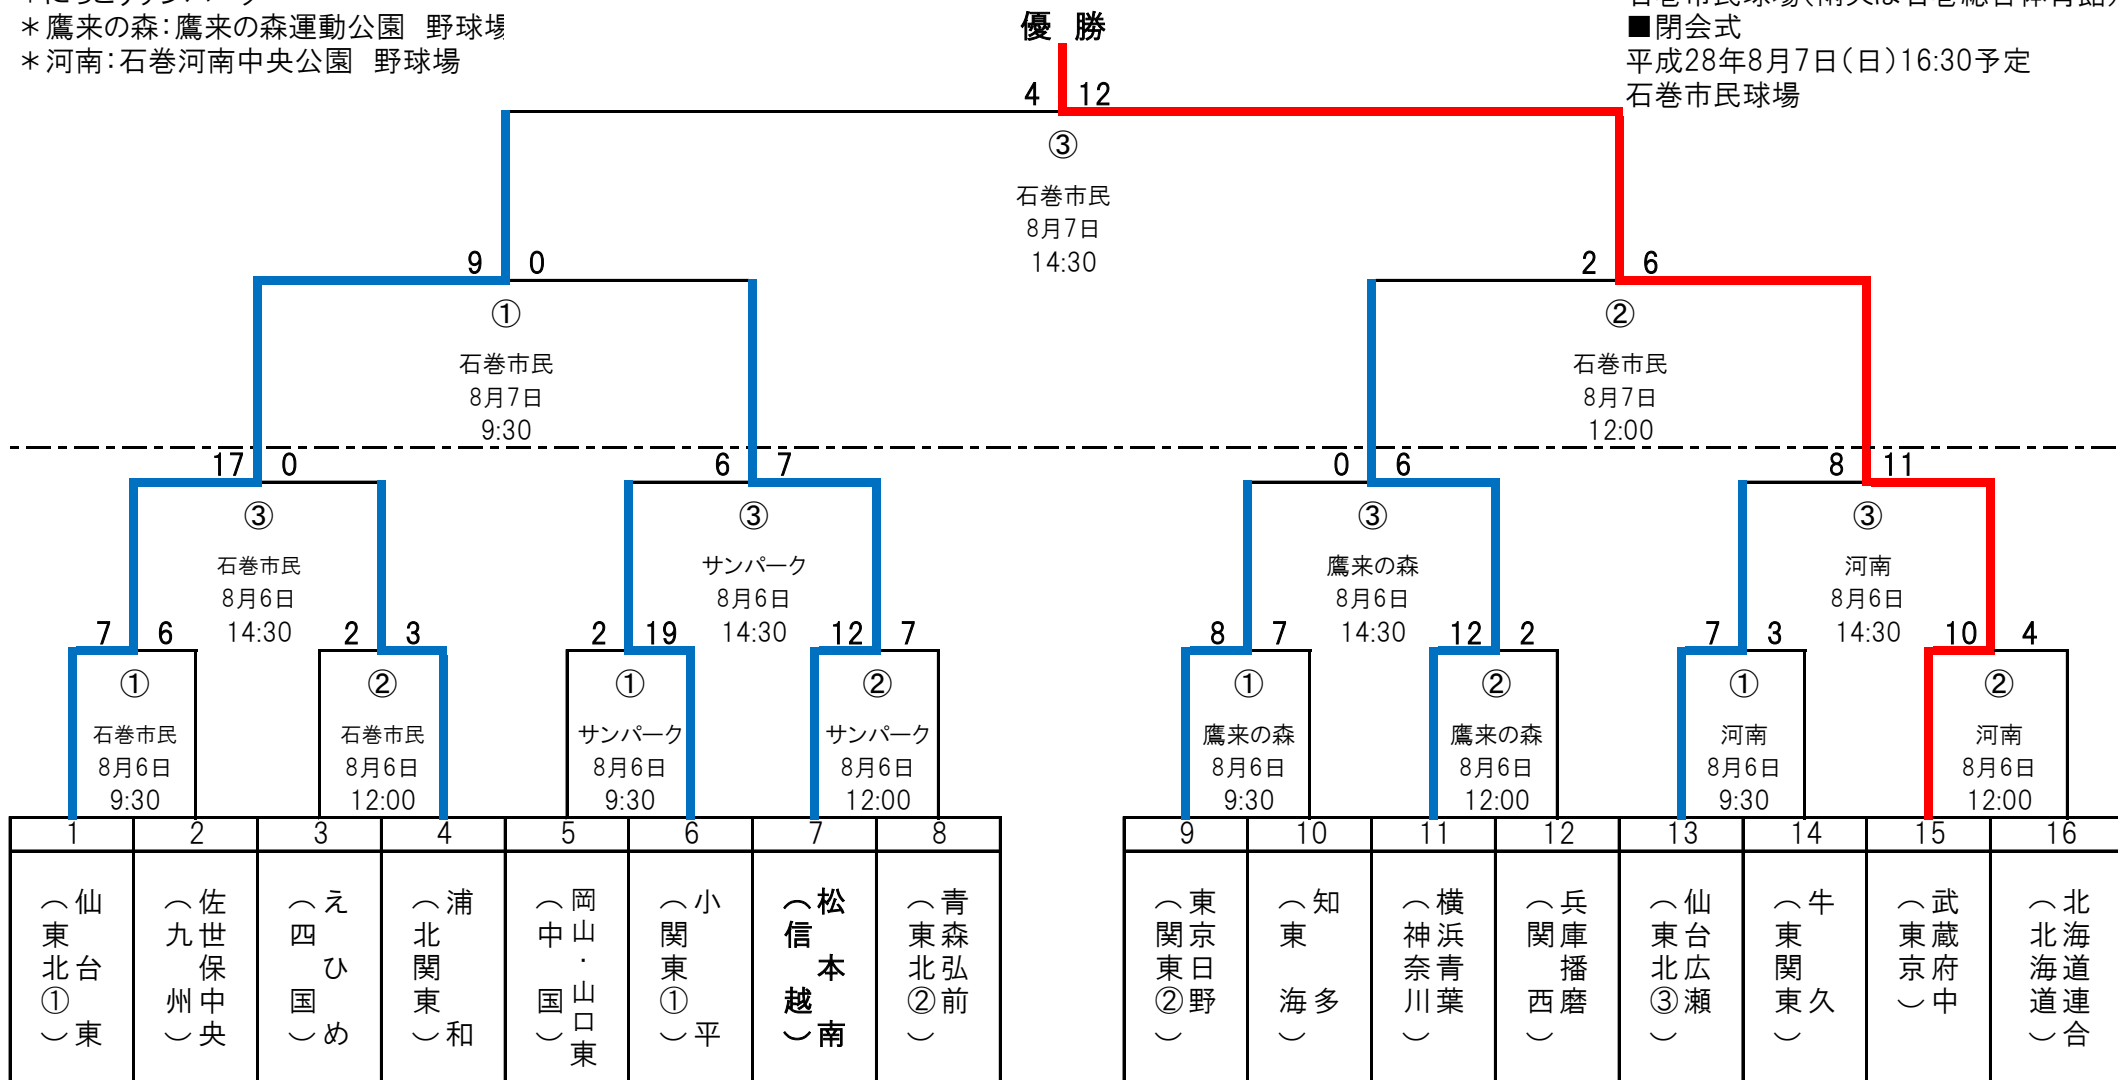 ＊鷹来の森：鷹来の森運動公園　野球場
＊河南：石巻河南中央公園　野球場
優 勝
■閉会式
平成28年8月7日（日）16:30予定
石巻市民球場
4 12
③
石巻市民
8月7日
14:30
9 0
①
石巻市民
8月7日
9:30
2 6
②
石巻市民
8月7日
12:00
17 0
③
石巻市民
8月6日
14:30
6 7
③
サンパーク
8月6日
14:30
0 6
③
鷹来の森
8月6日
14:30
8 11
③
河南
8月6日
14:30
7 6
①
石巻市民
8月6日
9:30
2 3
②
石巻市民
8月6日
12:00
2 19
①
サンパーク
8月6日
9:30
12 7
②
サンパーク
8月6日
12:00
8 7
①
鷹来の森
8月6日
9:30
12 2
②
鷹来の森
8月6日
12:00
7 3
①
河南
8月6日
9:30
10 4
②
河南
8月6日
12:00
1 2 3 4 5 6 7 8 9 10 11 12 13 14 15 16
仙台東
（東北①）
佐世保中央
（九州）
えひめ
（四国）
浦和
（北関東）
岡山・山口東
（中国）
小平
（関東①）
松本南
（信越）
青森弘前
（東北②）
東京日野
（関東②）
知多
（東海）
横浜青葉
（神奈川）
兵庫播磨
（関西）
仙台広瀬
（東北③）
牛久
（東関東）
武蔵府中
（東京）
北海道連合
（北海道）